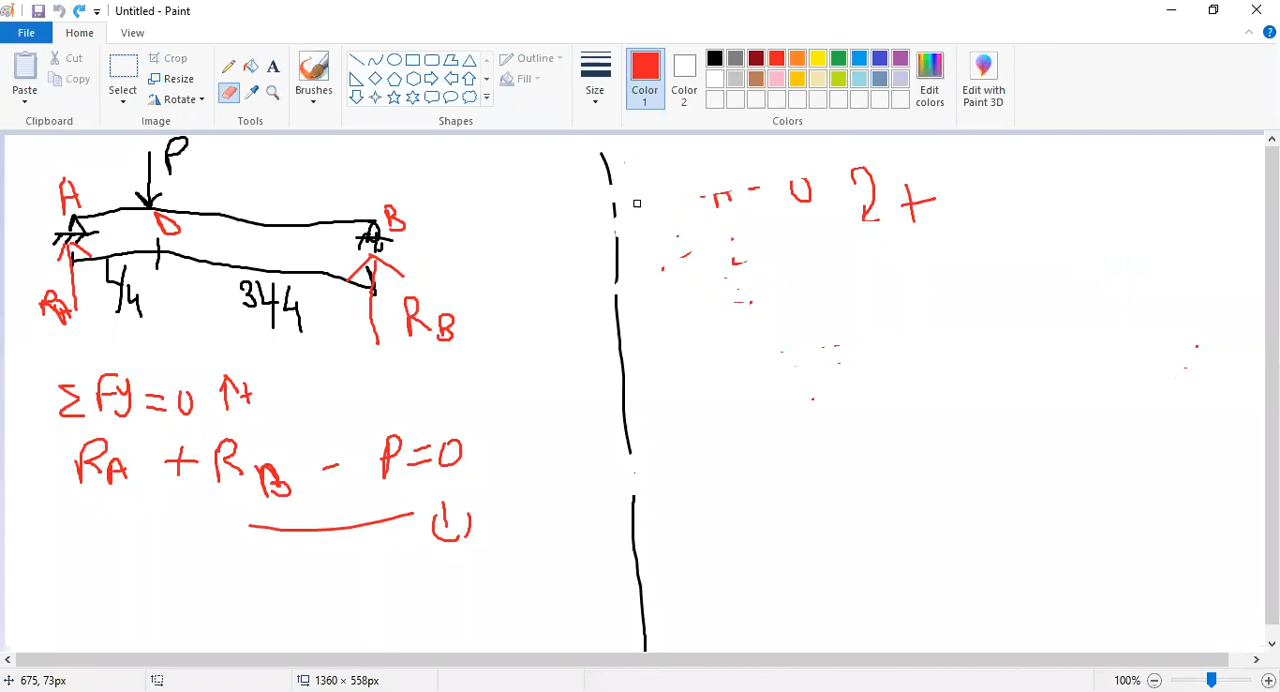 Untitled - Paint
File
Home
View
Paste
Cut
Copy
Clipboard
Select
Crop
Resize
Rotate
Image
A
Tools
Brushes
Outline
Fill
Shapes
Size
Color
1
Color
2
Edit
colors
Colors
Edit with
Paint 3D
P
A
D
B
RA
L/4
3L/4
RB
ΣFy=0 ↑+
RA + RB - P=0
(1)
0 +
675, 73px
1360 × 558px
100%